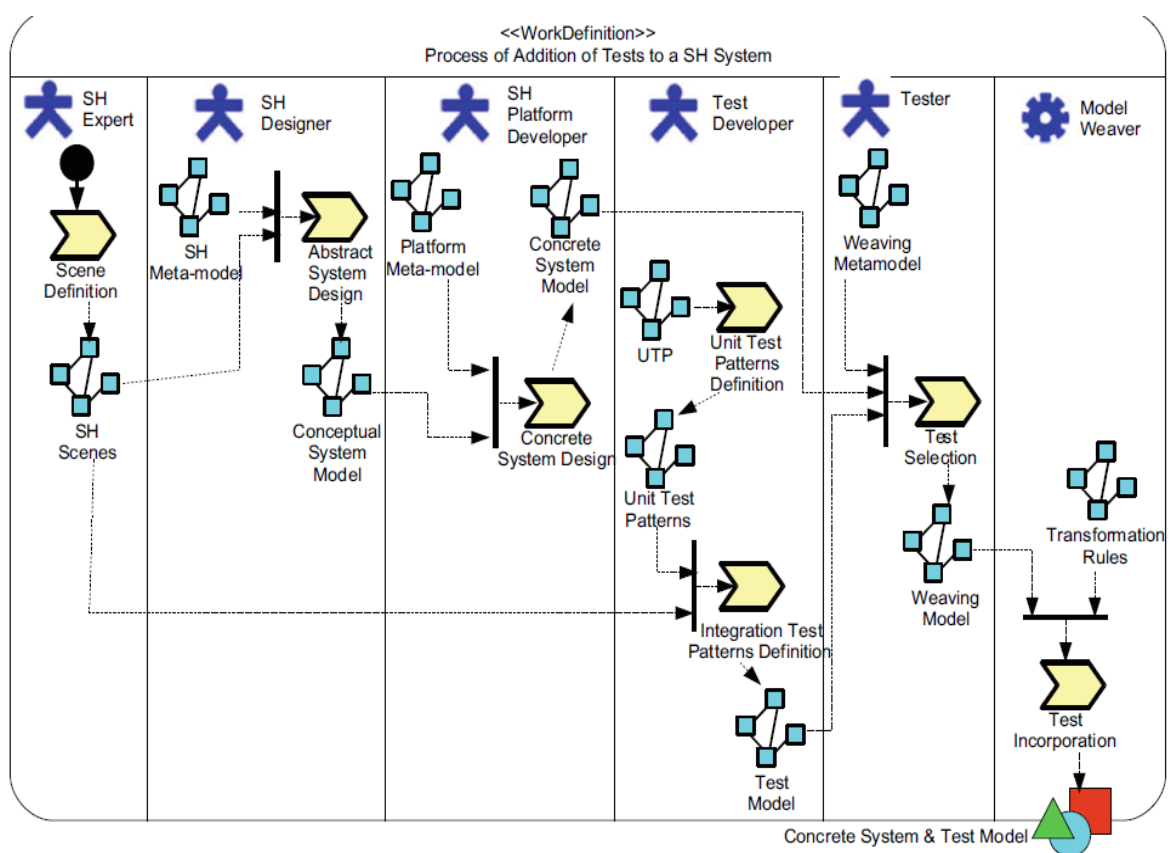 <<WorkDefinition>>
Process of Addition of Tests to a SH System
SH
Expert
SH
Designer
SH
Platform
Developer
Test
Developer
Tester
Model
Weaver
Scene
Definition
SH
Scenes
SH
Meta-model
Abstract
System
Design
Conceptual
System
Model
Platform
Meta-model
Concrete
System
Model
Concrete
System Design
UTP
Unit Test
Patterns
Definition
Unit Test
Patterns
Integration Test
Patterns Definition
Test
Model
Weaving
Metamodel
Test
Selection
Weaving
Model
Transformation
Rules
Test
Incorporation
Concrete System & Test Model